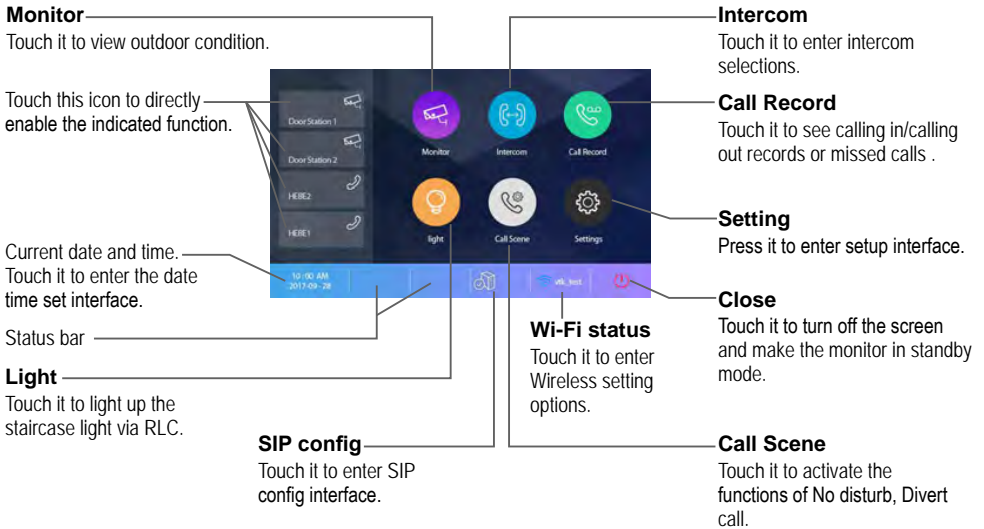 Monitor
Touch it to view outdoor condition.
Touch this icon to directly
enable the indicated function.
Current date and time.
Touch it to enter the date
time set interface.
Status bar
Light
Touch it to light up the
staircase light via RLC.
SIP config
Touch it to enter SIP
config interface.
Door Station 1
Door Station 2
HEBE2
HEBE1
Monitor
Intercom
Call Record
light
Call Scene
Settings
10:00 AM
2017-09-28
vtk_test
Wi-Fi status
Touch it to enter
Wireless setting
options.
Intercom
Touch it to enter intercom
selections.
Call Record
Touch it to see calling in/calling
out records or missed calls .
Setting
Press it to enter setup interface.
Close
Touch it to turn off the screen
and make the monitor in standby
mode.
Call Scene
Touch it to activate the
functions of No disturb, Divert
call.